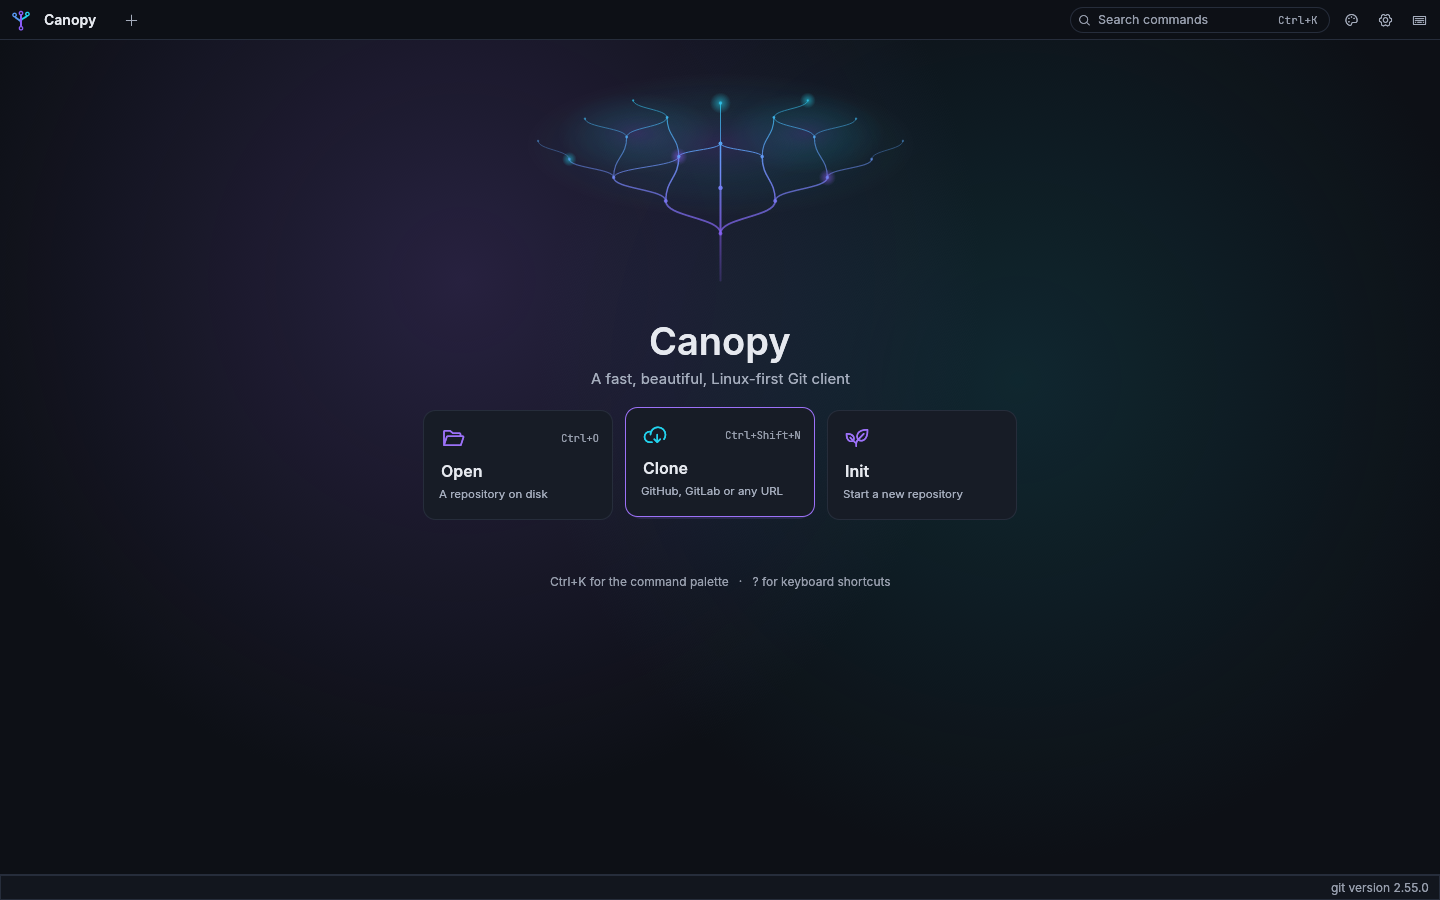 Canopy
Search commands Ctrl+K
Canopy
A fast, beautiful, Linux-first Git client
Ctrl+O
Open
A repository on disk
Ctrl+Shift+N
Clone
GitHub, GitLab or any URL
Init
Start a new repository
Ctrl+K for the command palette · ? for keyboard shortcuts
git version 2.55.0